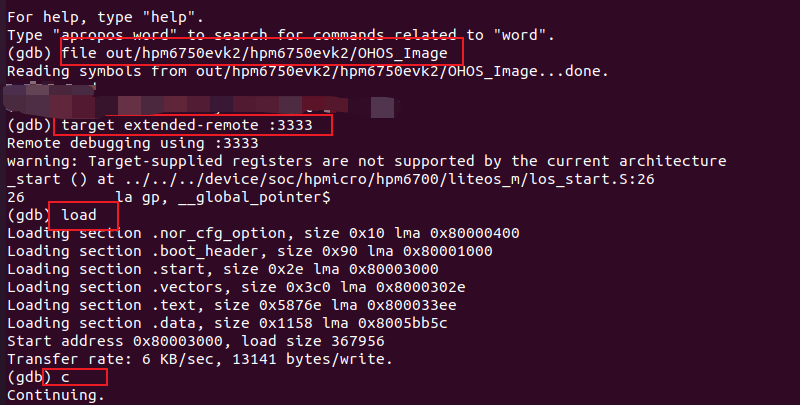 For help, type "help".
Type "apropos word" to search for commands related to "word".
(gdb) file out/hpm6750evk2/hpm6750evk2/OHOS_Image
Reading symbols from out/hpm6750evk2/hpm6750evk2/OHOS_Image...done.
(gdb) target extended-remote :3333
Remote debugging using :3333
warning: Target-supplied registers are not supported by the current architecture
_start () at ../../../device/soc/hpmicro/hpm6700/liteos_m/los_start.S:26
26 la gp, __global_pointer$
(gdb) load
Loading section .nor_cfg_option, size 0x10 lma 0x80000400
Loading section .boot_header, size 0x90 lma 0x80001000
Loading section .start, size 0x2e lma 0x80003000
Loading section .vectors, size 0x3c0 lma 0x8000302e
Loading section .text, size 0x5876e lma 0x800033ee
Loading section .data, size 0x1158 lma 0x8005bb5c
Start address 0x80003000, load size 367956
Transfer rate: 6 KB/sec, 13141 bytes/write.
(gdb) c
Continuing.